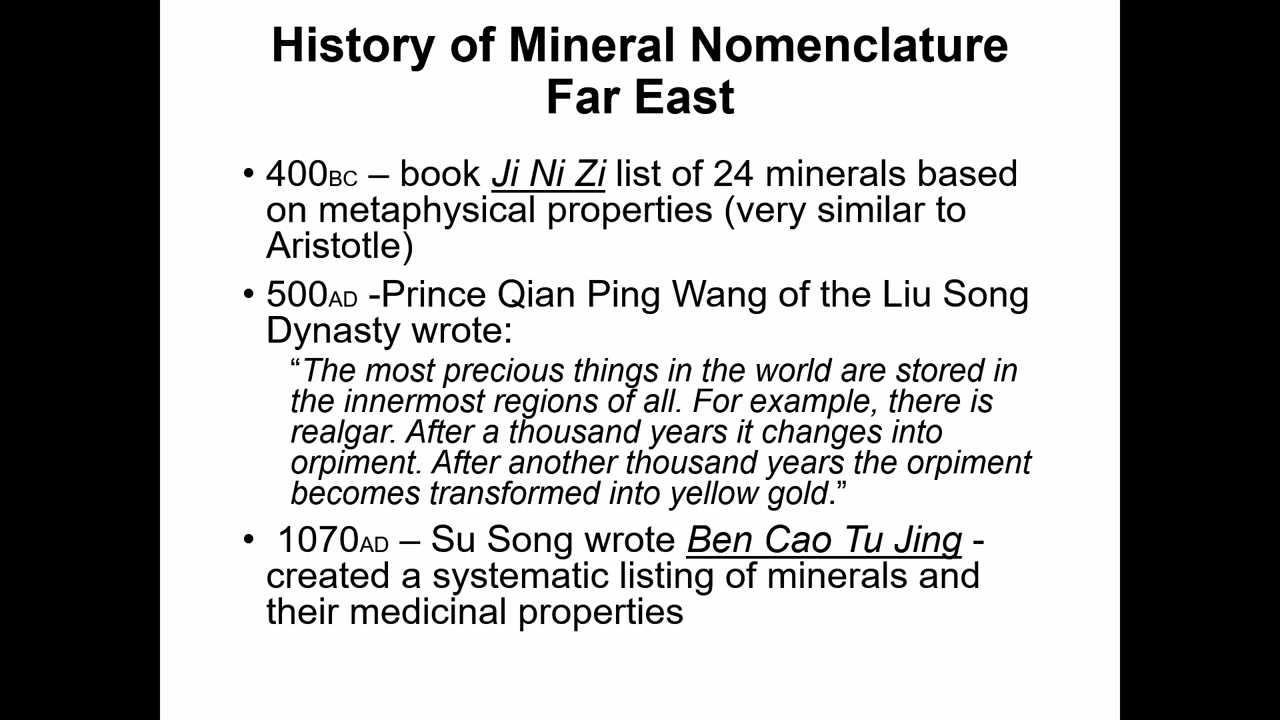 History of Mineral Nomenclature
Far East
• 400BC – book Ji Ni Zi list of 24 minerals based
on metaphysical properties (very similar to
Aristotle)
• 500AD -Prince Qian Ping Wang of the Liu Song
Dynasty wrote:
“The most precious things in the world are stored in
the innermost regions of all. For example, there is
realgar. After a thousand years it changes into
orpiment. After another thousand years the orpiment
becomes transformed into yellow gold.”
• 1070AD – Su Song wrote Ben Cao Tu Jing -
created a systematic listing of minerals and
their medicinal properties